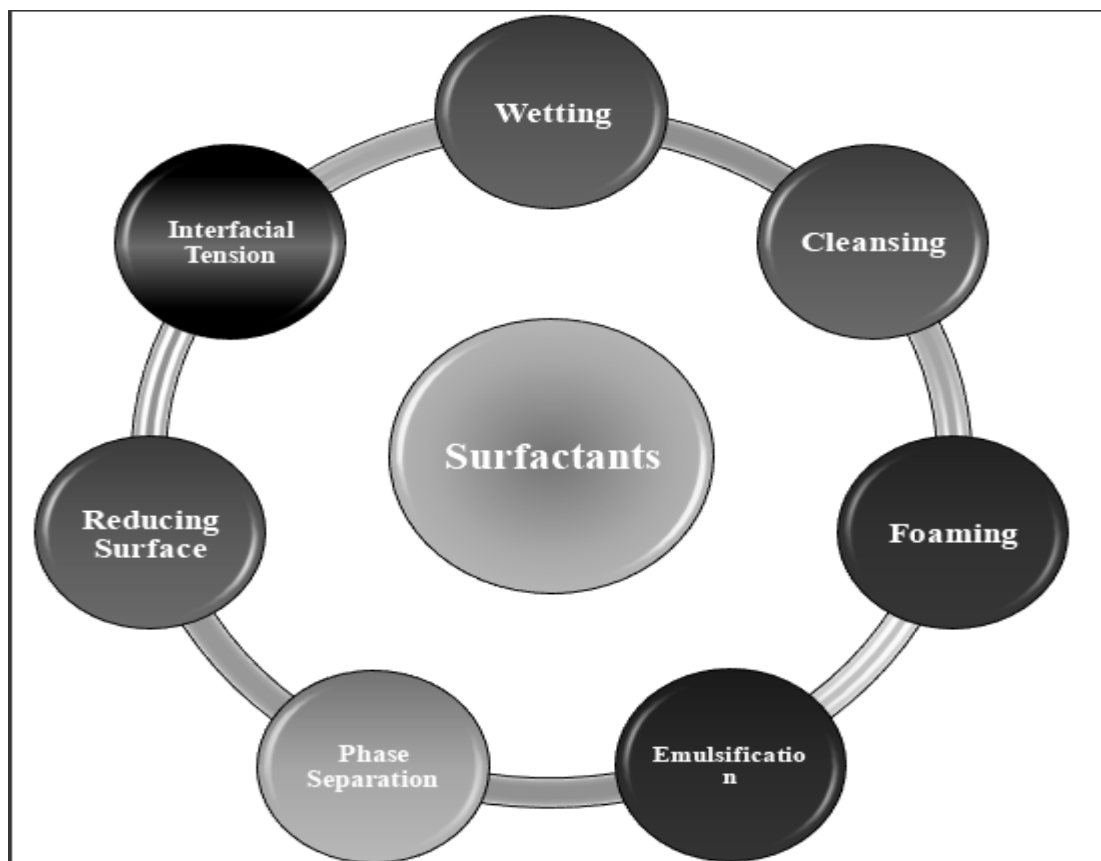 Wetting
Cleansing
Foaming
Emulsificatio
n
Phase
Separation
Reducing
Surface
Interfacial
Tension
Surfactants